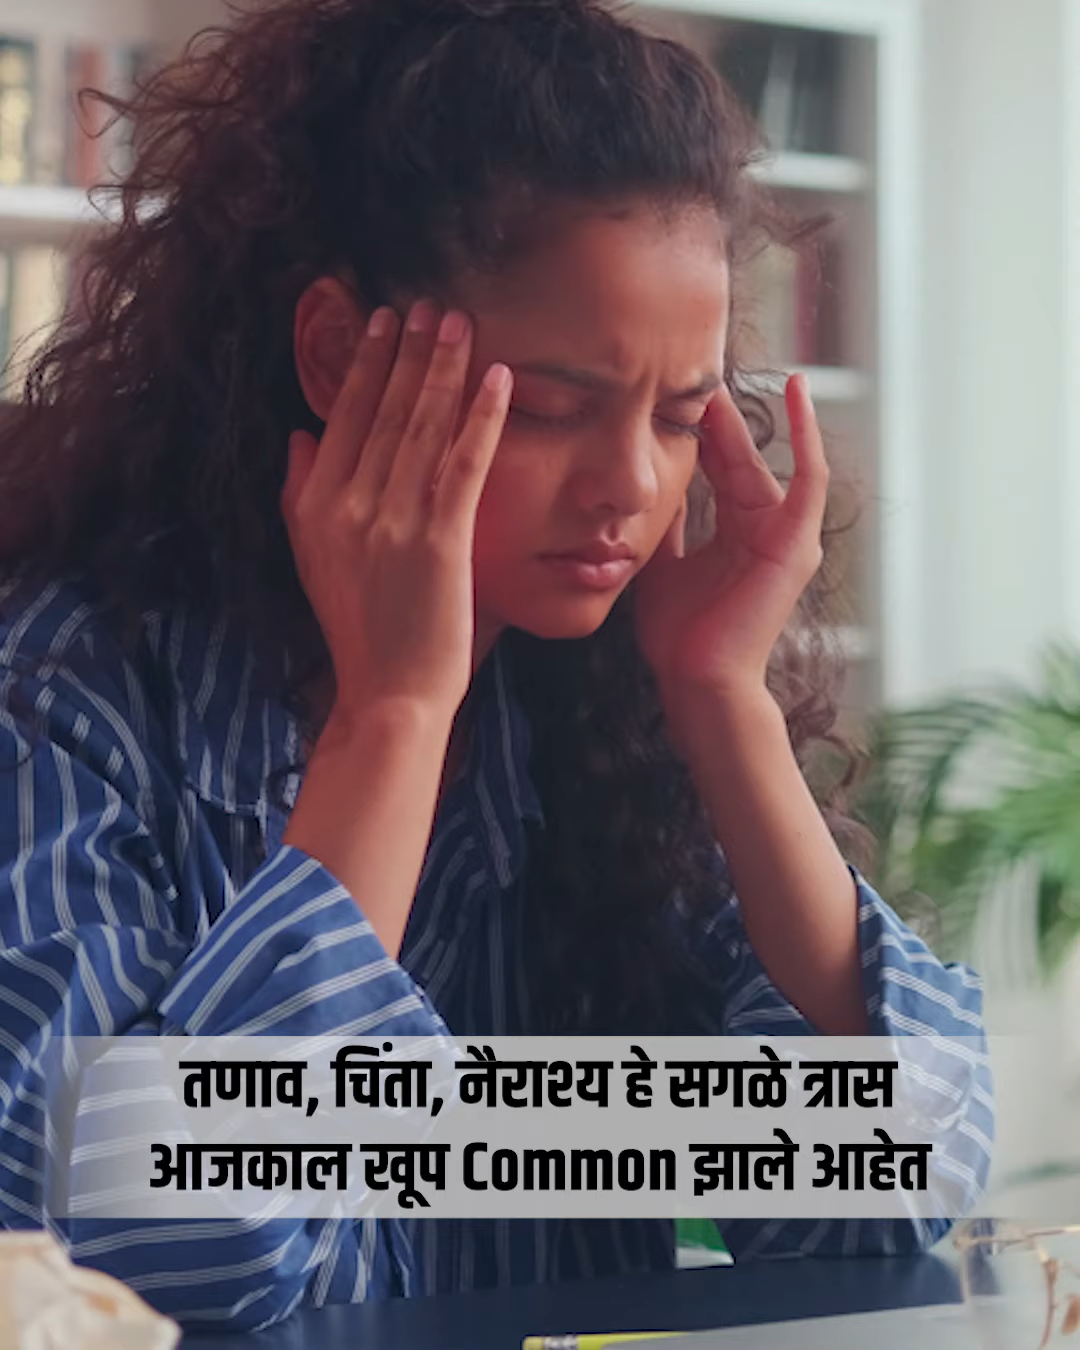 तणाव, चिंता, नैराश्य हे सगळे त्रास
आजकाल खूप Common झाले आहेत